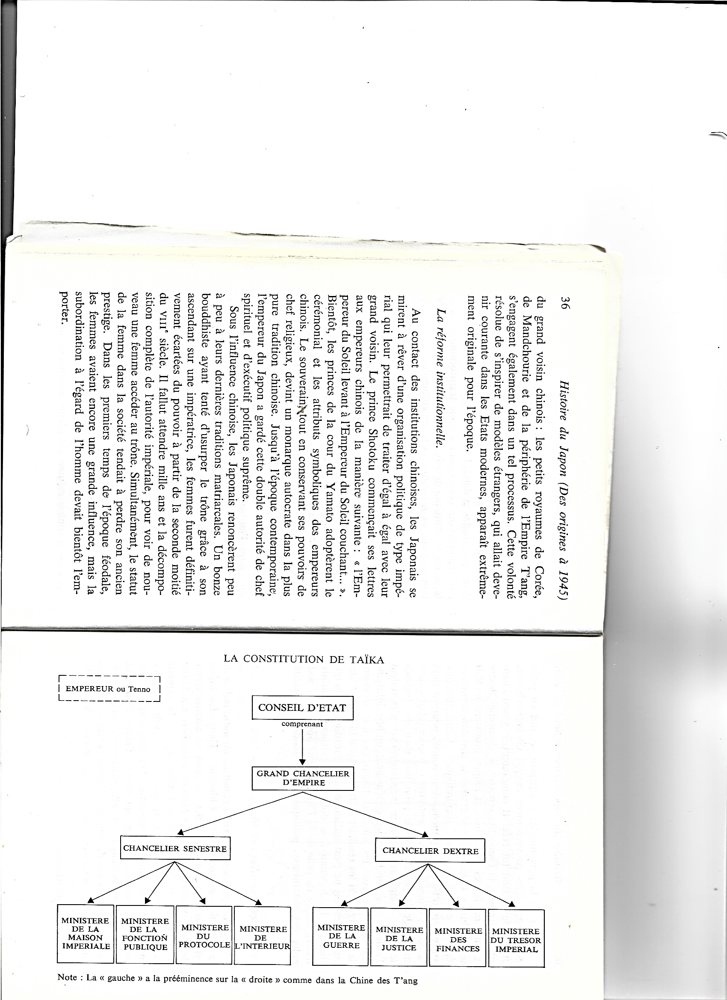 36 Histoire du Japon (Des origines à 1945)
du grand voisin chinois : les petits royaumes de Corée,
de Mandchourie et de la périphérie de l'Empire T'ang,
s'engagent également dans un tel processus. Cette volonté
résolue de s'inspirer de modèles étrangers, qui allait deve-
nir courante dans les Etats modernes, apparaît extrême-
ment originale pour l'époque.
La réforme institutionnelle.
Au contact des institutions chinoises, les Japonais se
mirent à rêver d'une organisation politique de type impé-
rial qui leur permettrait de traiter d'égal à égal avec leur
grand voisin. Le prince Shotoku commençait ses lettres
aux empereurs chinois de la manière suivante : « l'Em-
pereur du Soleil levant à l'Empereur du Soleil couchant... ».
Bientôt, les princes de la cour du Yamato adoptèrent le
cérémonial et les attributs symboliques des empereurs
chinois. Le souverain, tout en conservant ses pouvoirs de
chef religieux, devint un monarque autocrate dans la plus
pure tradition chinoise. Jusqu'à l'époque contemporaine,
l'empereur du Japon a gardé cette double autorité de chef
spirituel et d'exécutif politique suprême.
Sous l'influence chinoise, les Japonais renoncèrent peu
à peu à leurs dernières traditions matriarcales. Un bonze
bouddhiste ayant tenté d'usurper le trône grâce à son
ascendant sur une impératrice, les femmes furent définiti-
vement écartées du pouvoir à partir de la seconde moitié
du VIIIe siècle. Il fallut attendre mille ans et la décompo-
sition complète de l'autorité impériale, pour voir de nou-
veau une femme accéder au trône. Simultanément, le statut
de la femme dans la société tendait à perdre son ancien
prestige. Dans les premiers temps de l'époque féodale,
les femmes avaient encore une grande influence, mais la
subordination à l'égard de l'homme devait bientôt l'em-
porter.
LA CONSTITUTION DE TAÏKA
EMPEREUR ou Tenno
CONSEIL D'ETAT
comprenant
GRAND CHANCELIER
D'EMPIRE
CHANCELIER SENESTRE
CHANCELIER DEXTRE
MINISTERE
DE LA
MAISON
IMPERIALE
MINISTERE
DE LA
FONCTION
PUBLIQUE
MINISTERE
DU
PROTOCOLE
MINISTERE
DE
L'INTERIEUR
MINISTERE
DE LA
GUERRE
MINISTERE
DE LA
JUSTICE
MINISTERE
DES
FINANCES
MINISTERE
DU TRESOR
IMPERIAL
Note : La « gauche » a la prééminence sur la « droite » comme dans la Chine des T'ang